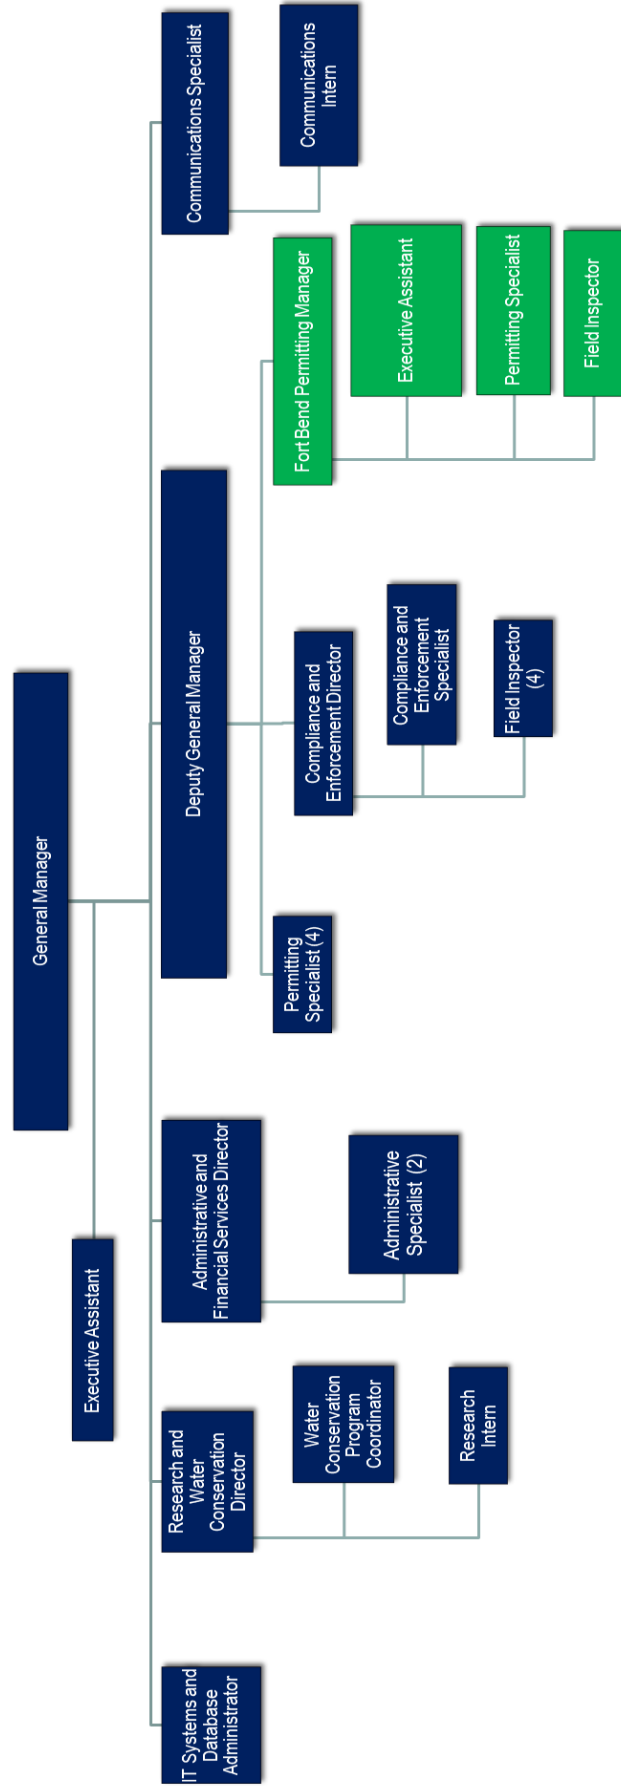 General Manager
Executive Assistant
IT Systems and
Database
Administrator
Research and
Water
Conservation
Director
Water
Conservation
Program
Coordinator
Research
Intern
Administrative and
Financial Services Director
Administrative
Specialist (2)
Deputy General Manager
Permitting
Specialist (4)
Compliance and
Enforcement Director
Compliance and
Enforcement
Specialist
Field Inspector
(4)
Fort Bend Permitting Manager
Executive Assistant
Permitting Specialist
Field Inspector
Communications Specialist
Communications
Intern